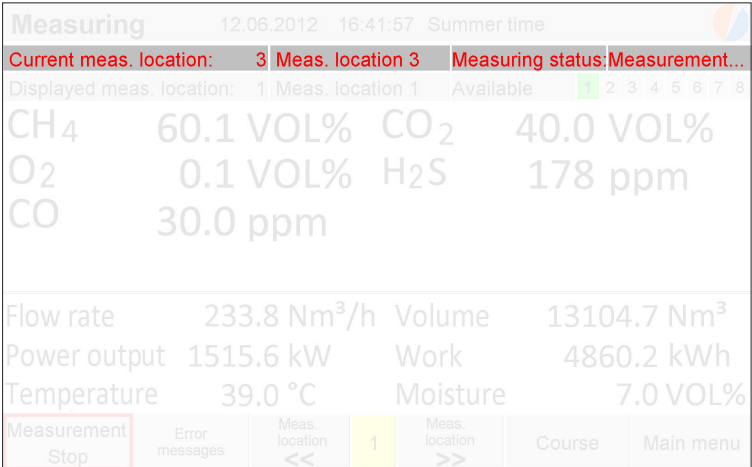 Measuring 12.06.2012 16:41:57 Summer time
Current meas. location: 3 Meas. location 3 Measuring status: Measurement...
Displayed meas. location: 1 Meas. location 1 Available 1 2 3 4 5 6 7 8
CH4 60.1 VOL% CO2 40.0 VOL%
O2 0.1 VOL% H2S 178 ppm
CO 30.0 ppm
Flow rate 233.8 Nm³/h Volume 13104.7 Nm³
Power output 1515.6 kW Work 4860.2 kWh
Temperature 39.0 °C Moisture 7.0 VOL%
Measurement Stop Error messages Meas. location << 1 Meas. location >> Course Main menu